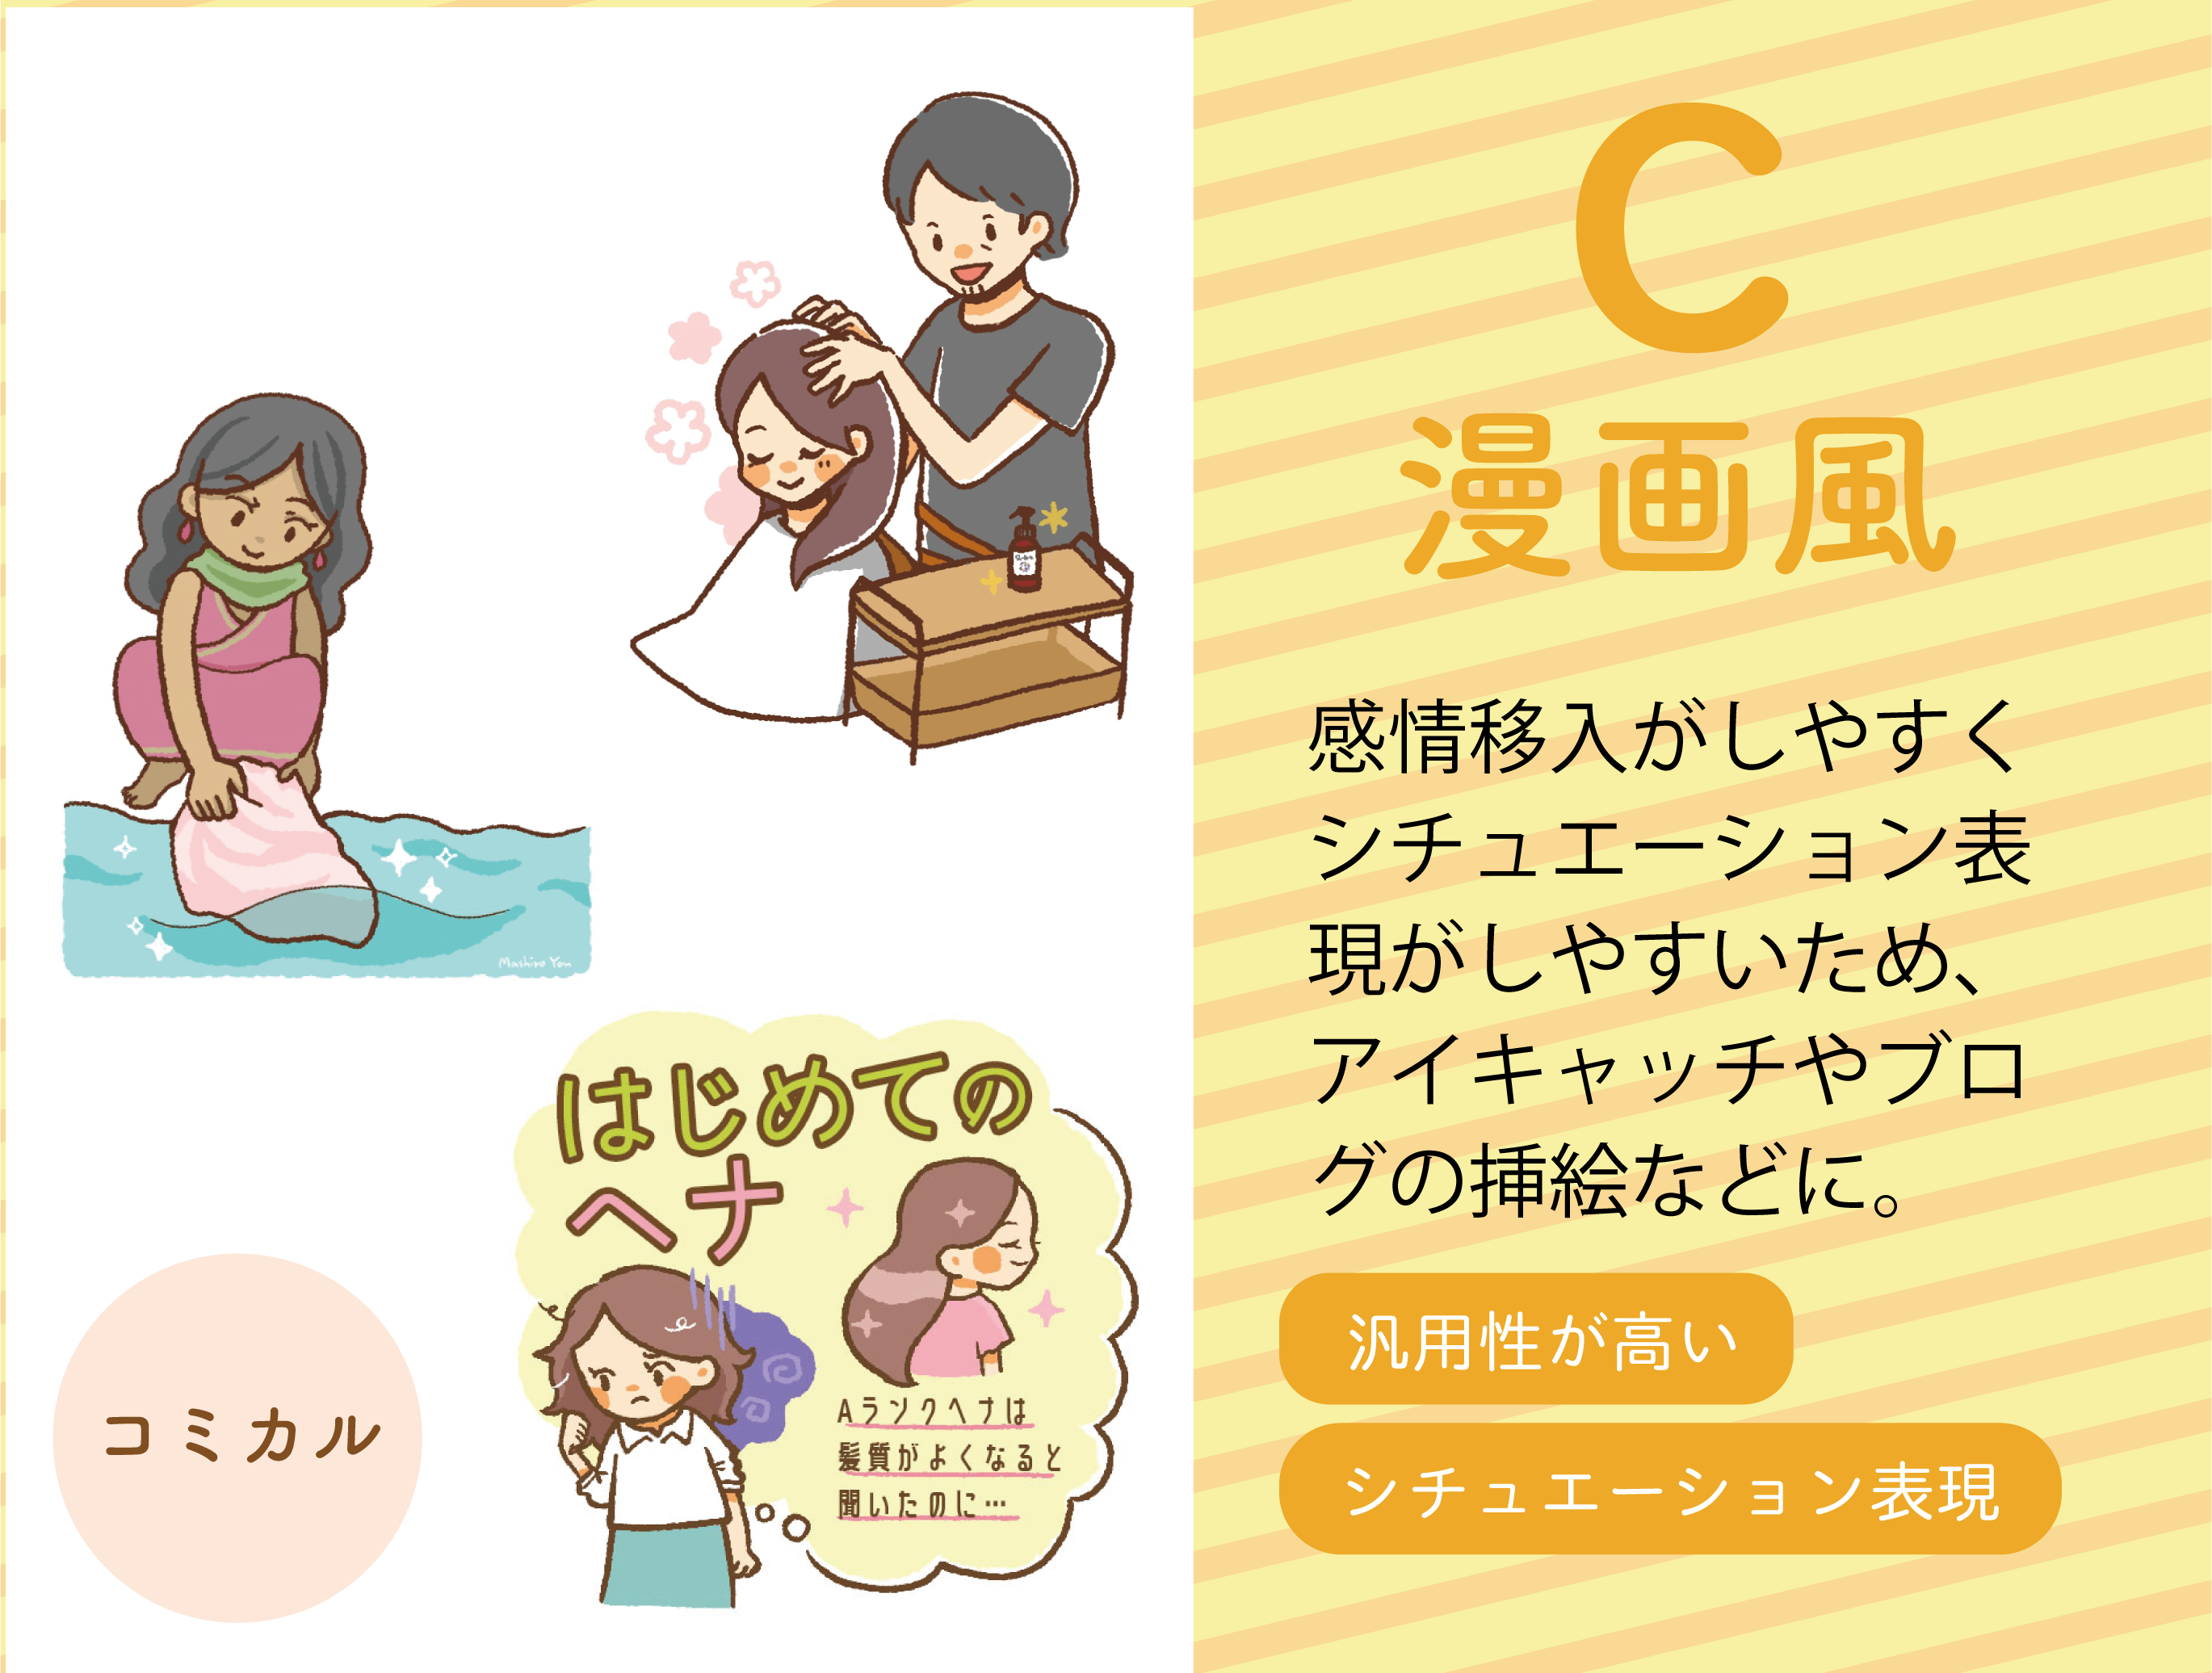 C
漫画風
感情移入がしやすく
シチュエーション表
現がしやすいため、
アイキャッチやブロ
グの挿絵などに。
汎用性が高い
シチュエーション表現
Mashiro You
はじめての
ヘナ
Aランクヘナは
髪質がよくなると
聞いたのに…
コミカル